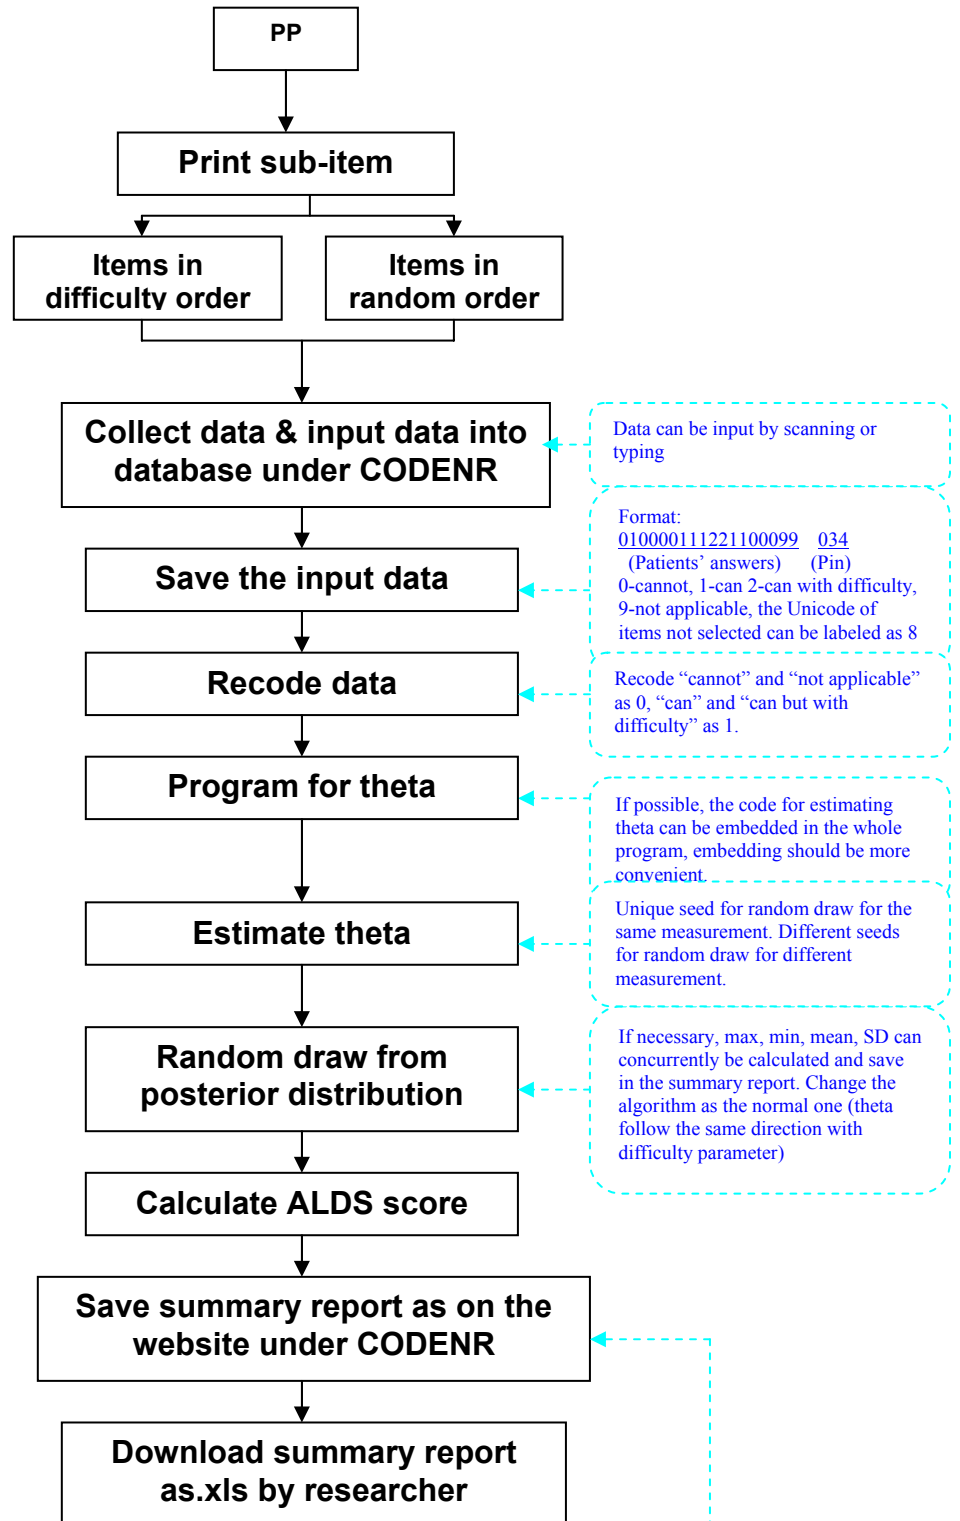 PP
Print sub-item
Items in
difficulty order
Items in
random order
Collect data & input data into
database under CODENR
Data can be input by scanning or
typing
Save the input data
Format:
010000111221100099 034
(Patients’ answers) (Pin)
0-cannot, 1-can 2-can with difficulty,
9-not applicable, the Unicode of
items not selected can be labeled as 8
Recode data
Recode “cannot” and “not applicable”
as 0, “can” and “can but with
difficulty” as 1.
Program for theta
If possible, the code for estimating
theta can be embedded in the whole
program, embedding should be more
convenient.
Estimate theta
Unique seed for random draw for the
same measurement. Different seeds
for random draw for different
measurement.
Random draw from
posterior distribution
If necessary, max, min, mean, SD can
concurrently be calculated and save
in the summary report. Change the
algorithm as the normal one (theta
follow the same direction with
difficulty parameter)
Calculate ALDS score
Save summary report as on the
website under CODENR
Download summary report
as.xls by researcher